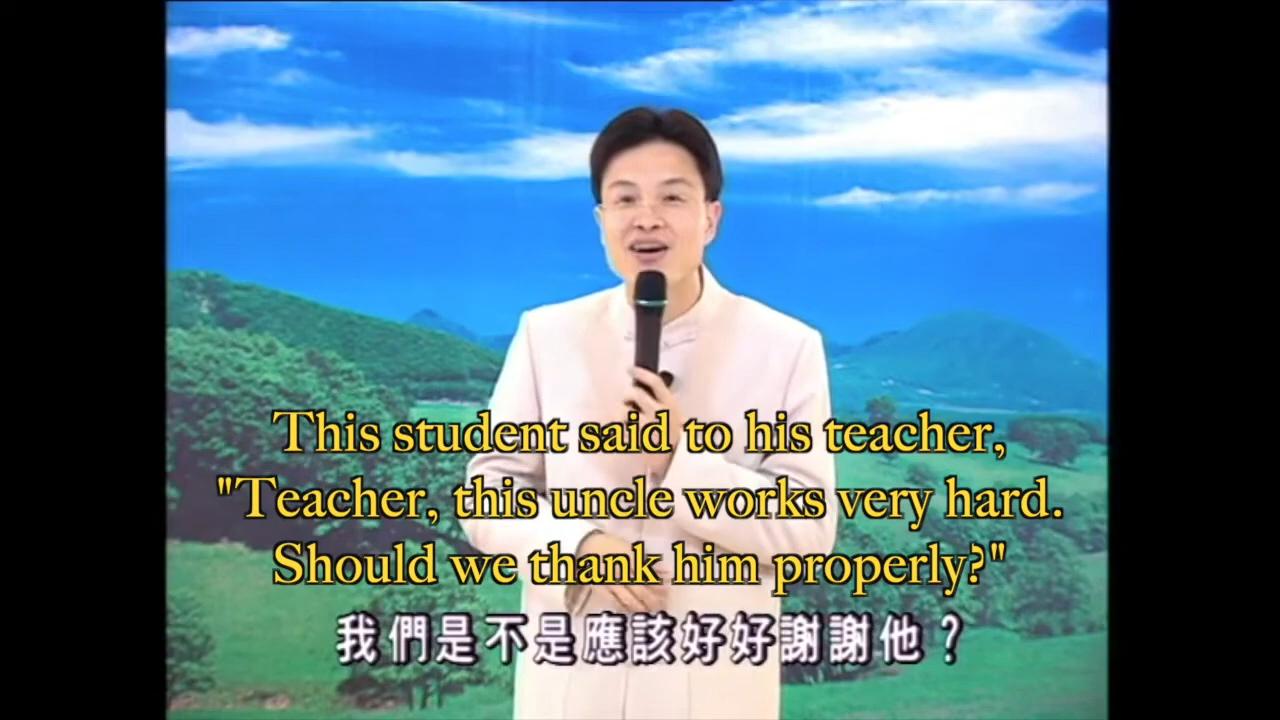 This student said to his teacher,
"Teacher, this uncle works very hard.
Should we thank him properly?"
我們是不是應該好好謝謝他？